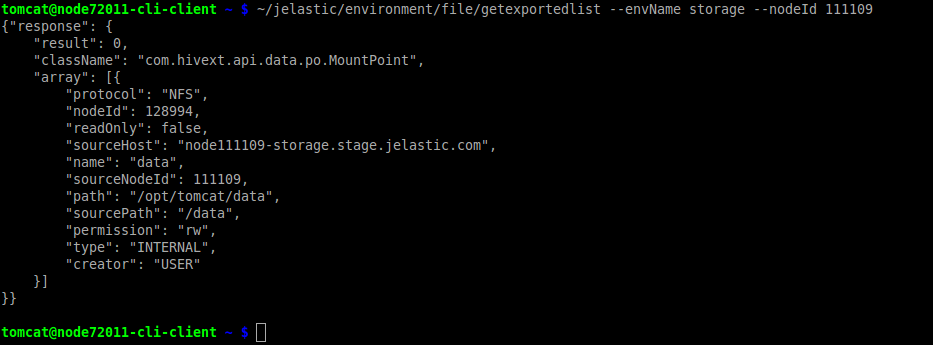 tomcat@node72011-cli-client ~ $ ~/jelastic/environment/file/getexportedlist --envName storage --nodeId 111109
{"response": {
    "result": 0,
    "className": "com.hivext.api.data.po.MountPoint",
    "array": [{
        "protocol": "NFS",
        "nodeId": 128994,
        "readOnly": false,
        "sourceHost": "node111109-storage.stage.jelastic.com",
        "name": "data",
        "sourceNodeId": 111109,
        "path": "/opt/tomcat/data",
        "sourcePath": "/data",
        "permission": "rw",
        "type": "INTERNAL",
        "creator": "USER"
    }]
}}
tomcat@node72011-cli-client ~ $